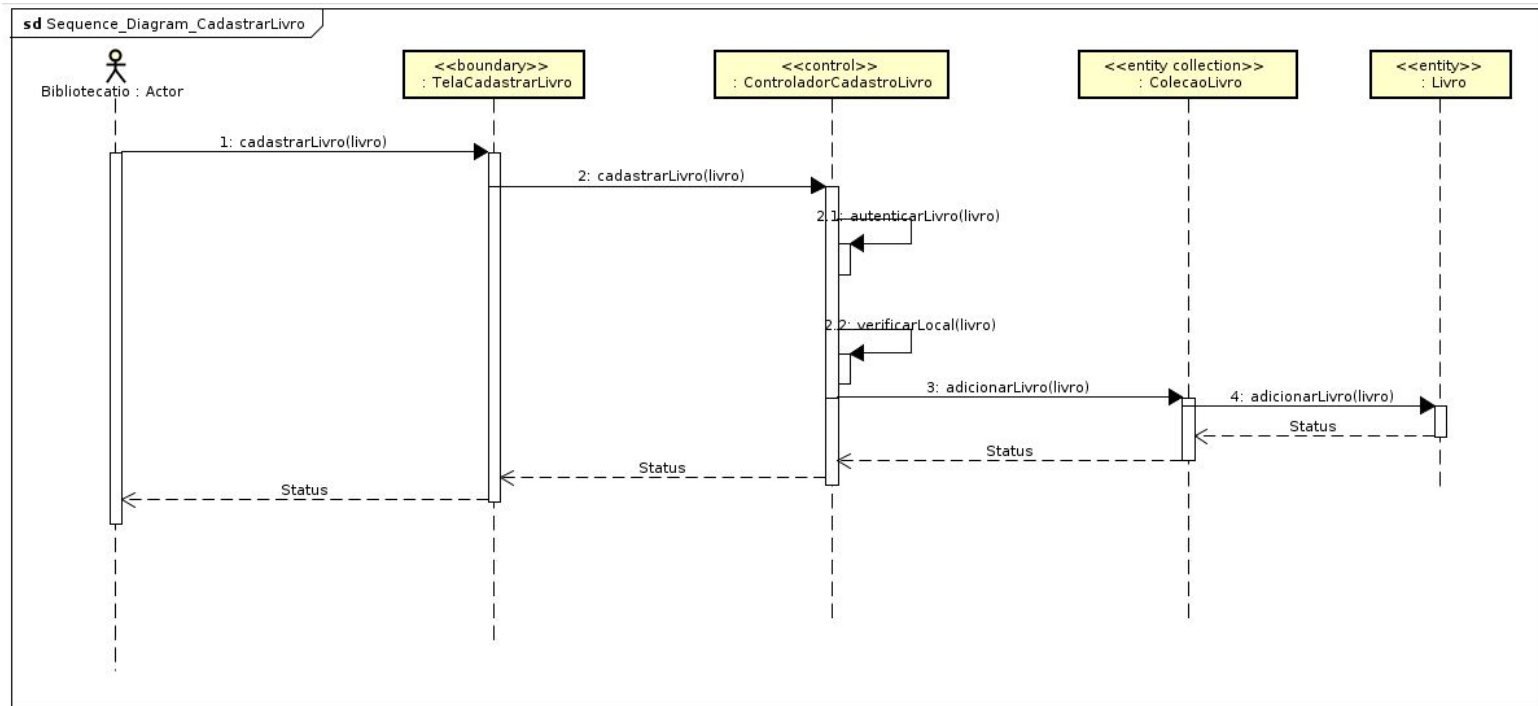 sd Sequence_Diagram_CadastrarLivro
Bibliotecatio : Actor
<<boundary>>
: TelaCadastrarLivro
<<control>>
: ControladorCadastroLivro
<<entity collection>>
: ColecaoLivro
<<entity>>
: Livro
1: cadastrarLivro(livro)
2: cadastrarLivro(livro)
2.1: autenticarLivro(livro)
2.2: verificarLocal(livro)
3: adicionarLivro(livro)
4: adicionarLivro(livro)
Status
Status
Status
Status